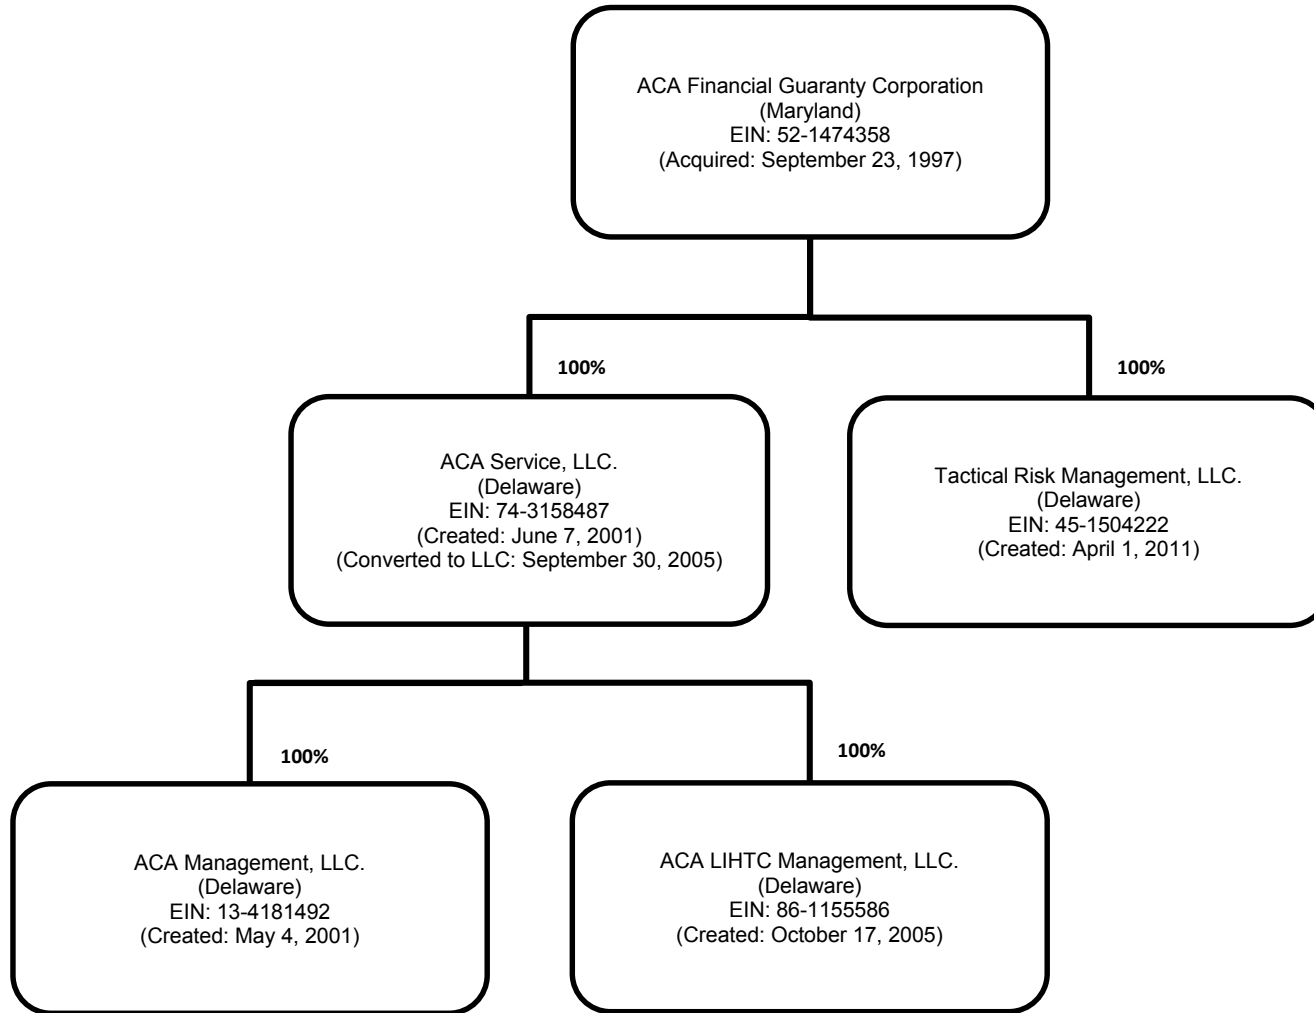 ACA Financial Guaranty Corporation
(Maryland)
EIN: 52-1474358
(Acquired: September 23, 1997)
100%
100%
ACA Service, LLC.
(Delaware)
EIN: 74-3158487
(Created: June 7, 2001)
(Converted to LLC: September 30, 2005)
Tactical Risk Management, LLC.
(Delaware)
EIN: 45-1504222
(Created: April 1, 2011)
100%
100%
ACA Management, LLC.
(Delaware)
EIN: 13-4181492
(Created: May 4, 2001)
ACA LIHTC Management, LLC.
(Delaware)
EIN: 86-1155586
(Created: October 17, 2005)